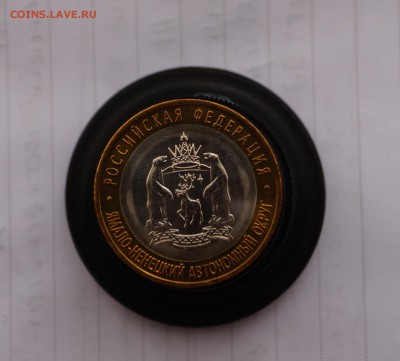 COINS.LAVE.RU
РОССИЙСКАЯ ФЕДЕРАЦИЯ
ЯМАЛО-НЕНЕЦКИЙ АВТОНОМНЫЙ ОКРУГ